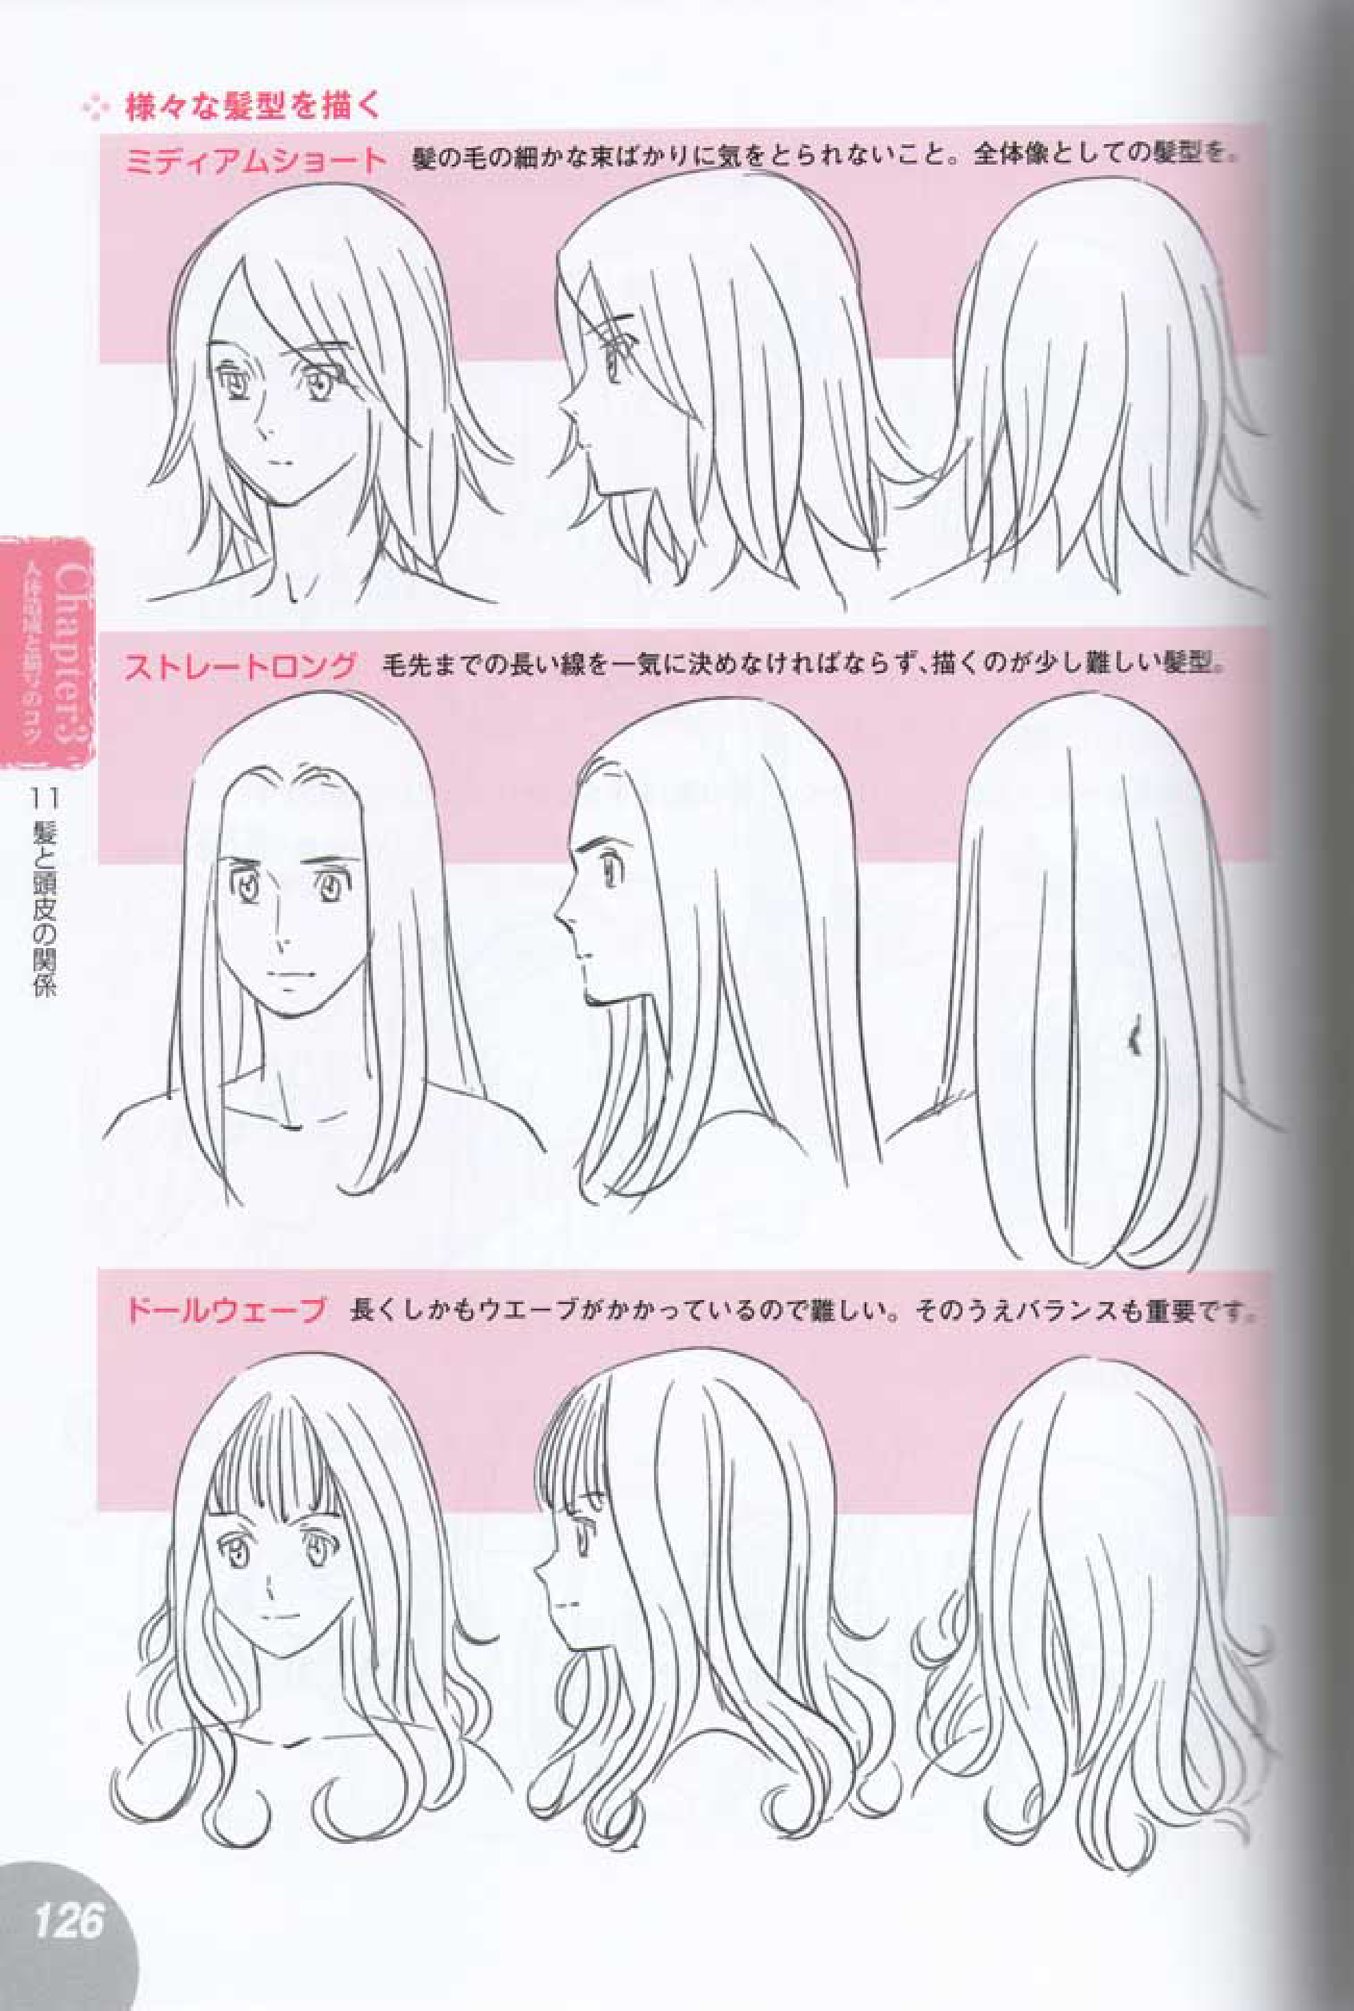 様々な髪型を描く
ミディアムショート 髪の毛の細かな束ばかりに気をとられないこと。全体像としての髪型を。
Chapter3
人体
と
のコツ
11 髪と頭皮の関係
ストレートロング 毛先までの長い線を一気に決めなければならず、描くのが少し難しい髪型。
ドールウェーブ 長くしかもウエーブがかかっているので難しい。そのうえバランスも重要です。
126